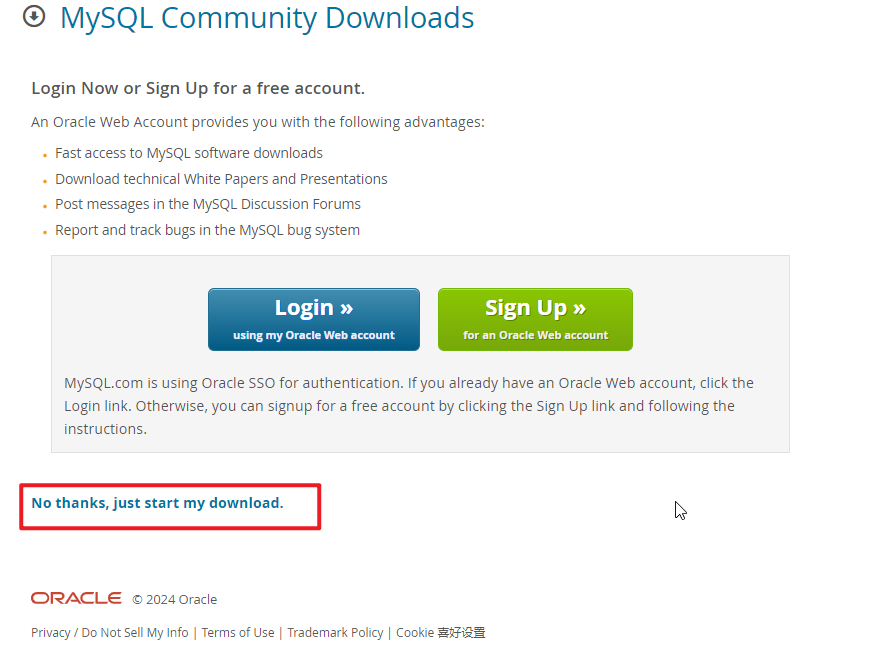 MySQL Community Downloads
Login Now or Sign Up for a free account.
An Oracle Web Account provides you with the following advantages:
Fast access to MySQL software downloads
Download technical White Papers and Presentations
Post messages in the MySQL Discussion Forums
Report and track bugs in the MySQL bug system
Login »
using my Oracle Web account
Sign Up »
for an Oracle Web account
MySQL.com is using Oracle SSO for authentication. If you already have an Oracle Web account, click the
Login link. Otherwise, you can signup for a free account by clicking the Sign Up link and following the
instructions.
No thanks, just start my download.
ORACLE © 2024 Oracle
Privacy / Do Not Sell My Info | Terms of Use | Trademark Policy | Cookie 喜好设置